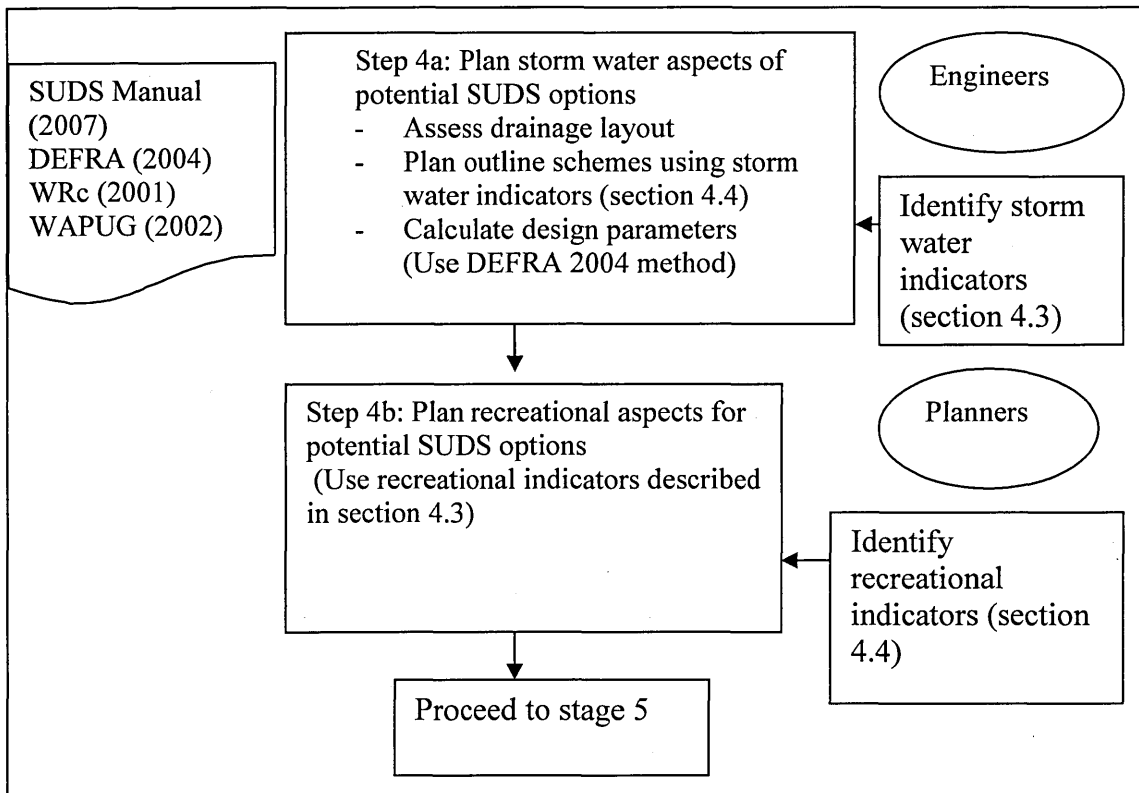 SUDS Manual
(2007)
DEFRA (2004)
WRc (2001)
WAPUG (2002)
Step 4a: Plan storm water aspects of
potential SUDS options
- Assess drainage layout
- Plan outline schemes using storm
water indicators (section 4.4)
- Calculate design parameters
(Use DEFRA 2004 method)
Engineers
Identify storm
water
indicators
(section 4.3)
Step 4b: Plan recreational aspects for
potential SUDS options
(Use recreational indicators described
in section 4.3)
Planners
Identify
recreational
indicators (section
4.4)
Proceed to stage 5